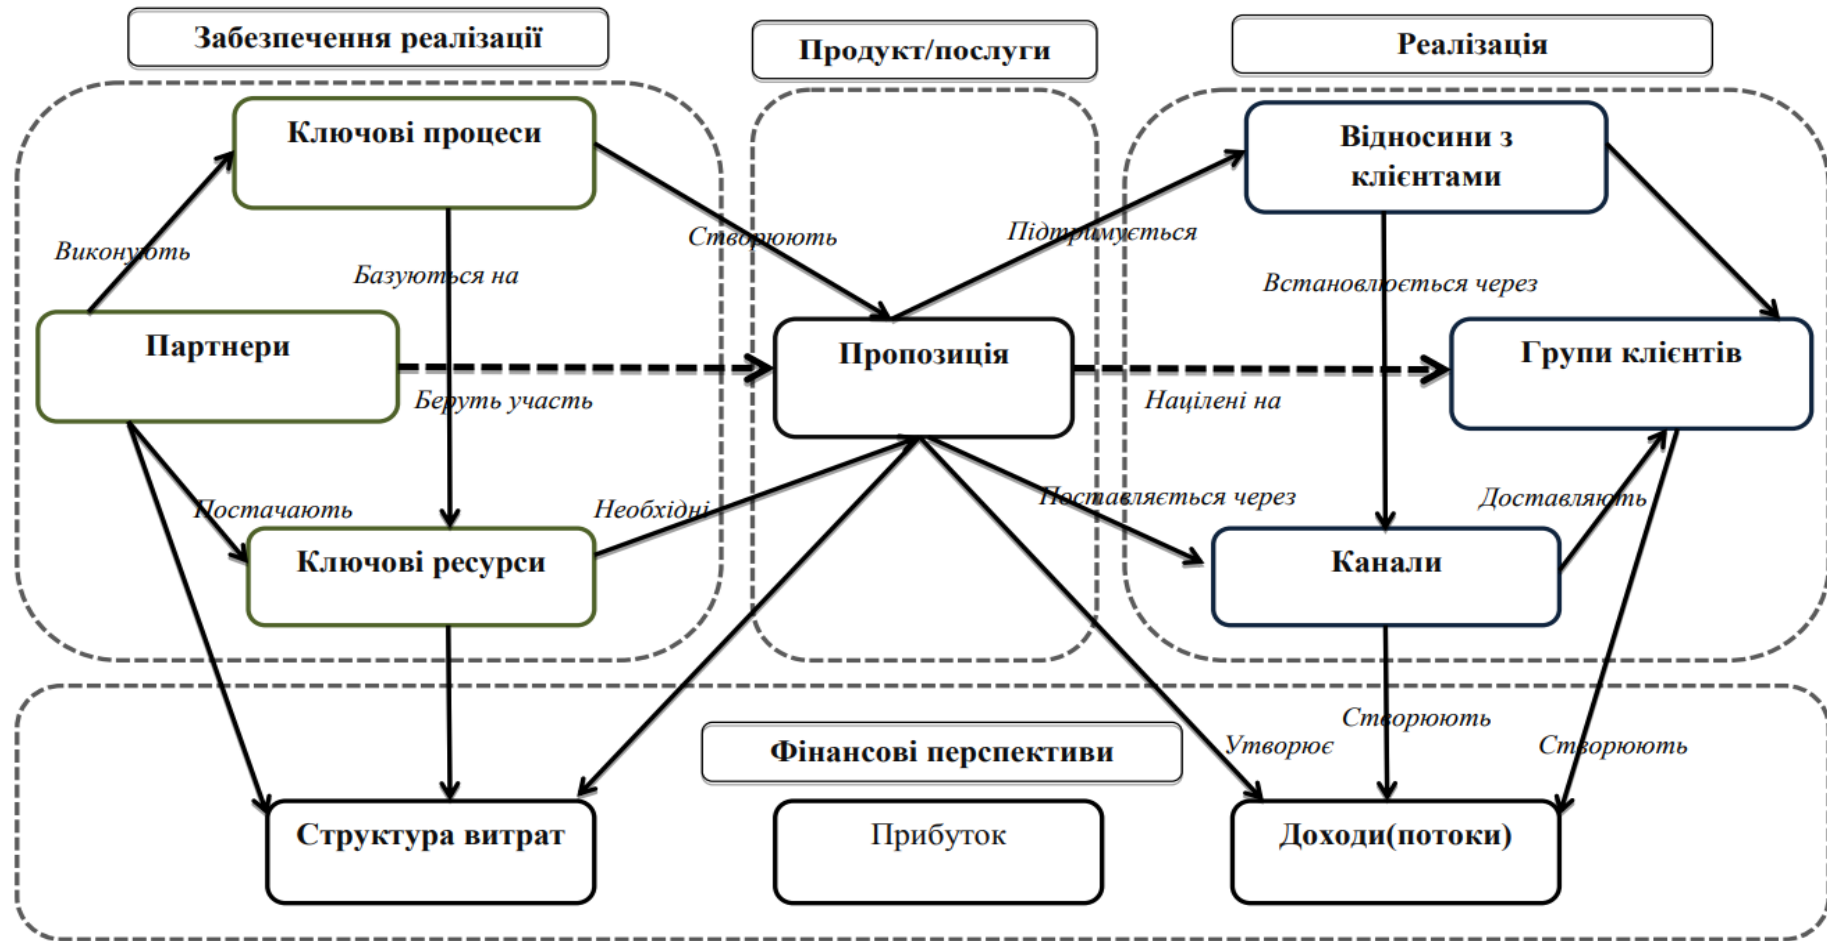 Забезпечення реалізації
Продукт/послуги
Реалізація
Ключові процеси
Відносини з
клієнтами
Виконують
Створюють
Підтримується
Базуються на
Встановлюється через
Партнери
Пропозиція
Групи клієнтів
Беруть участь
Націлені на
Постачають
Необхідні
Поставляється через
Доставляють
Ключові ресурси
Канали
Створюють
Утворює
Створюють
Фінансові перспективи
Структура витрат
Прибуток
Доходи(потоки)